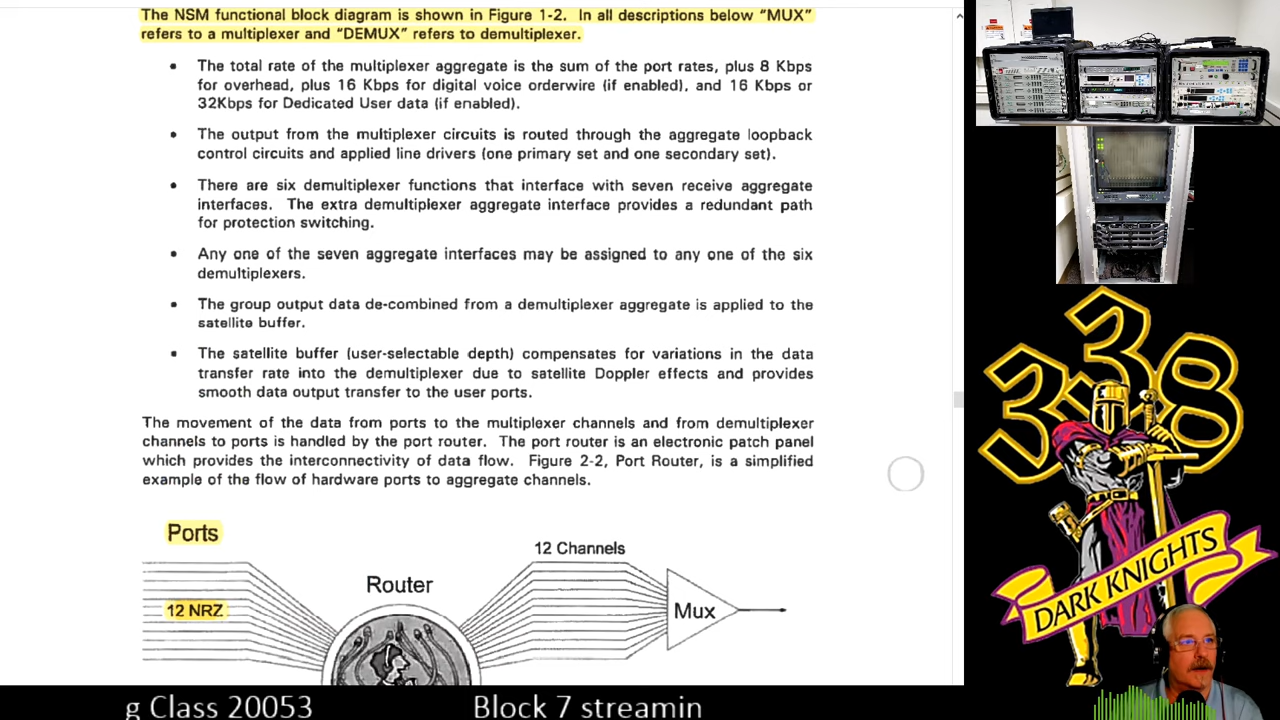 The NSM functional block diagram is shown in Figure 1-2. In all descriptions below “MUX”
refers to a multiplexer and “DEMUX” refers to demultiplexer.
• The total rate of the multiplexer aggregate is the sum of the port rates, plus 8 Kbps
for overhead, plus 16 Kbps for digital voice orderwire (if enabled), and 16 Kbps or
32Kbps for Dedicated User data (if enabled).
• The output from the multiplexer circuits is routed through the aggregate loopback
control circuits and applied line drivers (one primary set and one secondary set).
• There are six demultiplexer functions that interface with seven receive aggregate
interfaces. The extra demultiplexer aggregate interface provides a redundant path
for protection switching.
• Any one of the seven aggregate interfaces may be assigned to any one of the six
demultiplexers.
• The group output data de-combined from a demultiplexer aggregate is applied to the
satellite buffer.
• The satellite buffer (user-selectable depth) compensates for variations in the data
transfer rate into the demultiplexer due to satellite Doppler effects and provides
smooth data output transfer to the user ports.
The movement of the data from ports to the multiplexer channels and from demultiplexer
channels to ports is handled by the port router. The port router is an electronic patch panel
which provides the interconnectivity of data flow. Figure 2-2, Port Router, is a simplified
example of the flow of hardware ports to aggregate channels.
Ports
12 NRZ
Router
12 Channels
Mux
338
DARK KNIGHTS
g Class 20053 Block 7 streamin